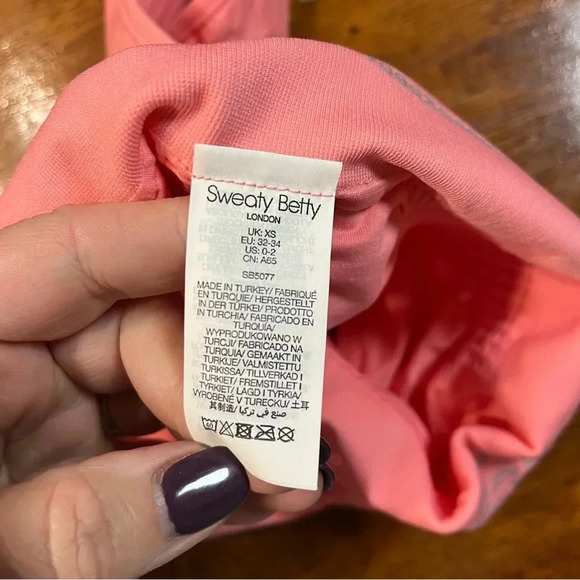 Sweaty Betty
LONDON
UK: XS
EU: 32-34
US: 0-2
CN: A65
SB5077
MADE IN TURKEY/ FABRIQUÉ
EN TURQUIE/ HERGESTELLT
IN DER TÜRKEI/ PRODOTTO
IN TURCHIA/ FABRICADO EN
TURQUÍA/
WYPRODUKOWANO W
TURCJI/ FABRICADO NA
TURQUIA/ GEMAAKT IN
TURKIJE/ VALMISTETTU
TURKISSA/ TILLVERKAD I
TURKIET/ FREMSTILLET I
TYRKIET/ LAGD I TYRKIA/
VYROBENÉ V TURECKU/ 土耳
其制造/ صنع في تركيا